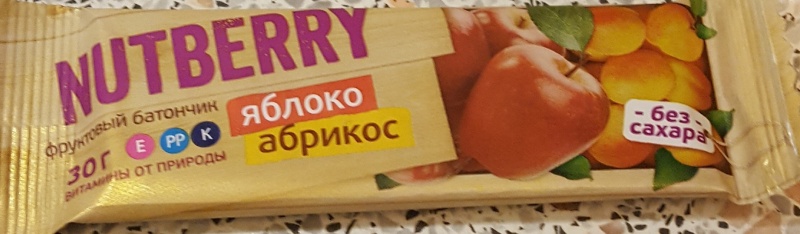 NUTBERRY
фруктовый батончик
яблоко
абрикос
30 г
E PP K
ВИТАМИНЫ ОТ ПРИРОДЫ
- без -
сахара